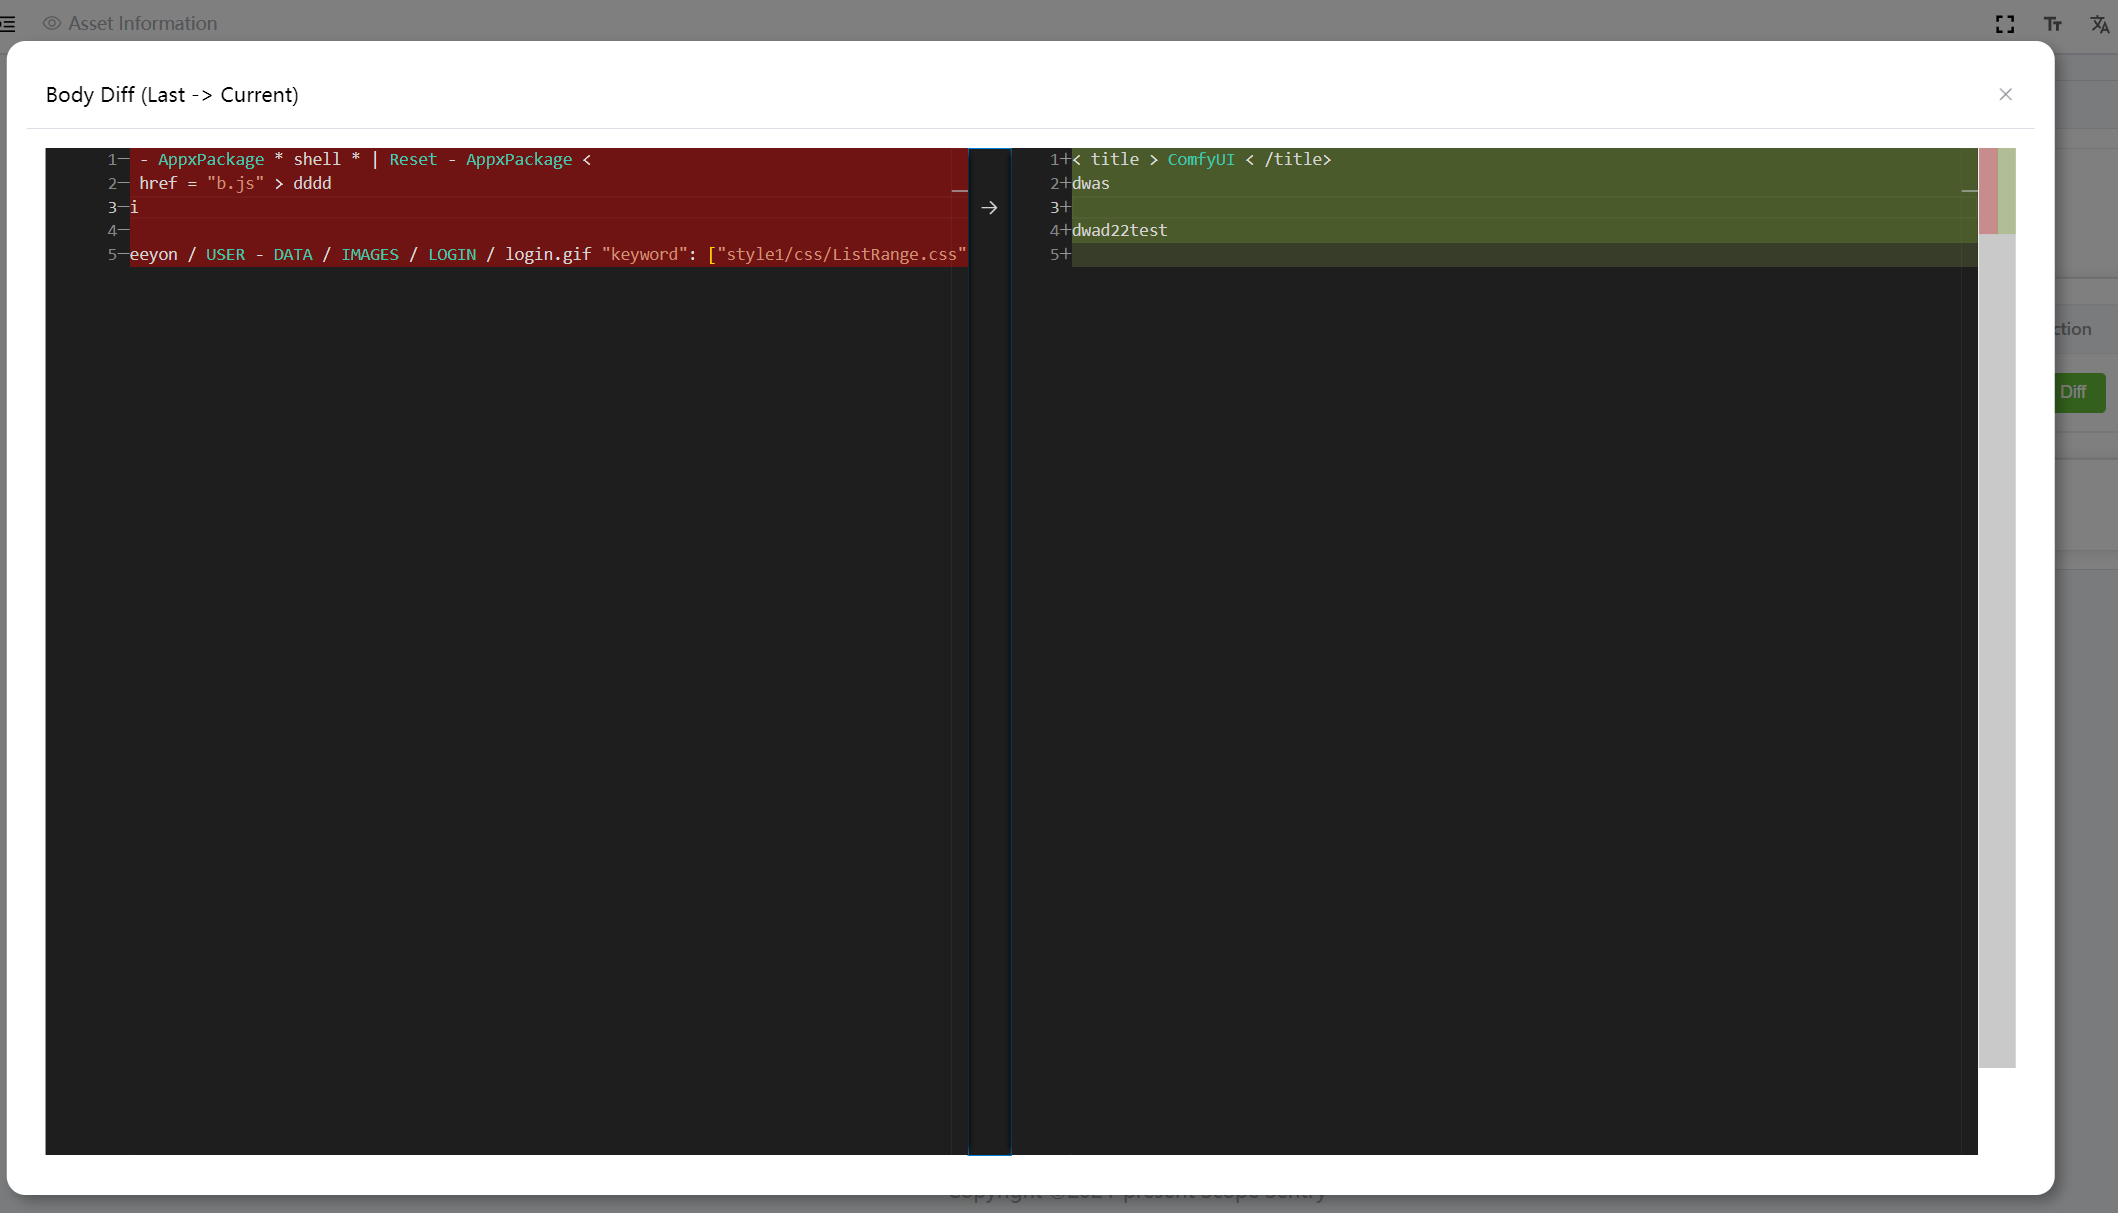 Asset Information
Body Diff (Last -> Current)
1— - AppxPackage * shell * | Reset - AppxPackage <
2— href = "b.js" > dddd
3—i
4—
5—eeyon / USER - DATA / IMAGES / LOGIN / login.gif "keyword": ["style1/css/ListRange.css"
1+< title > ComfyUI < /title>
2+dwas
3+
4+dwad22test
5+
ction
Diff